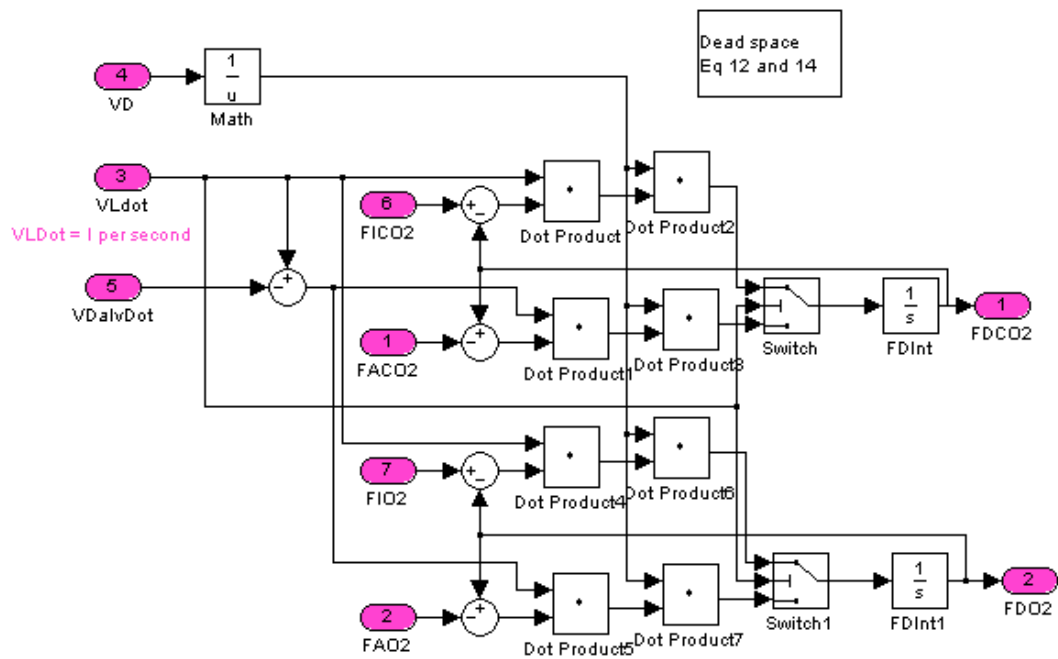 Dead space
Eq 12 and 14
4
VD
1
u
Math
3
VLdot
VLDot = l per second
6
FICO2
+
−
Dot Product
Dot Product2
5
VDalvDot
−
+
1
FACO2
−
+
Dot Product1
Dot Product3
Switch
1
s
FDInt
1
FDCO2
7
FIO2
+
−
Dot Product4
Dot Product6
2
FAO2
−
+
Dot Product5
Dot Product7
Switch1
1
s
FDInt1
2
FDO2